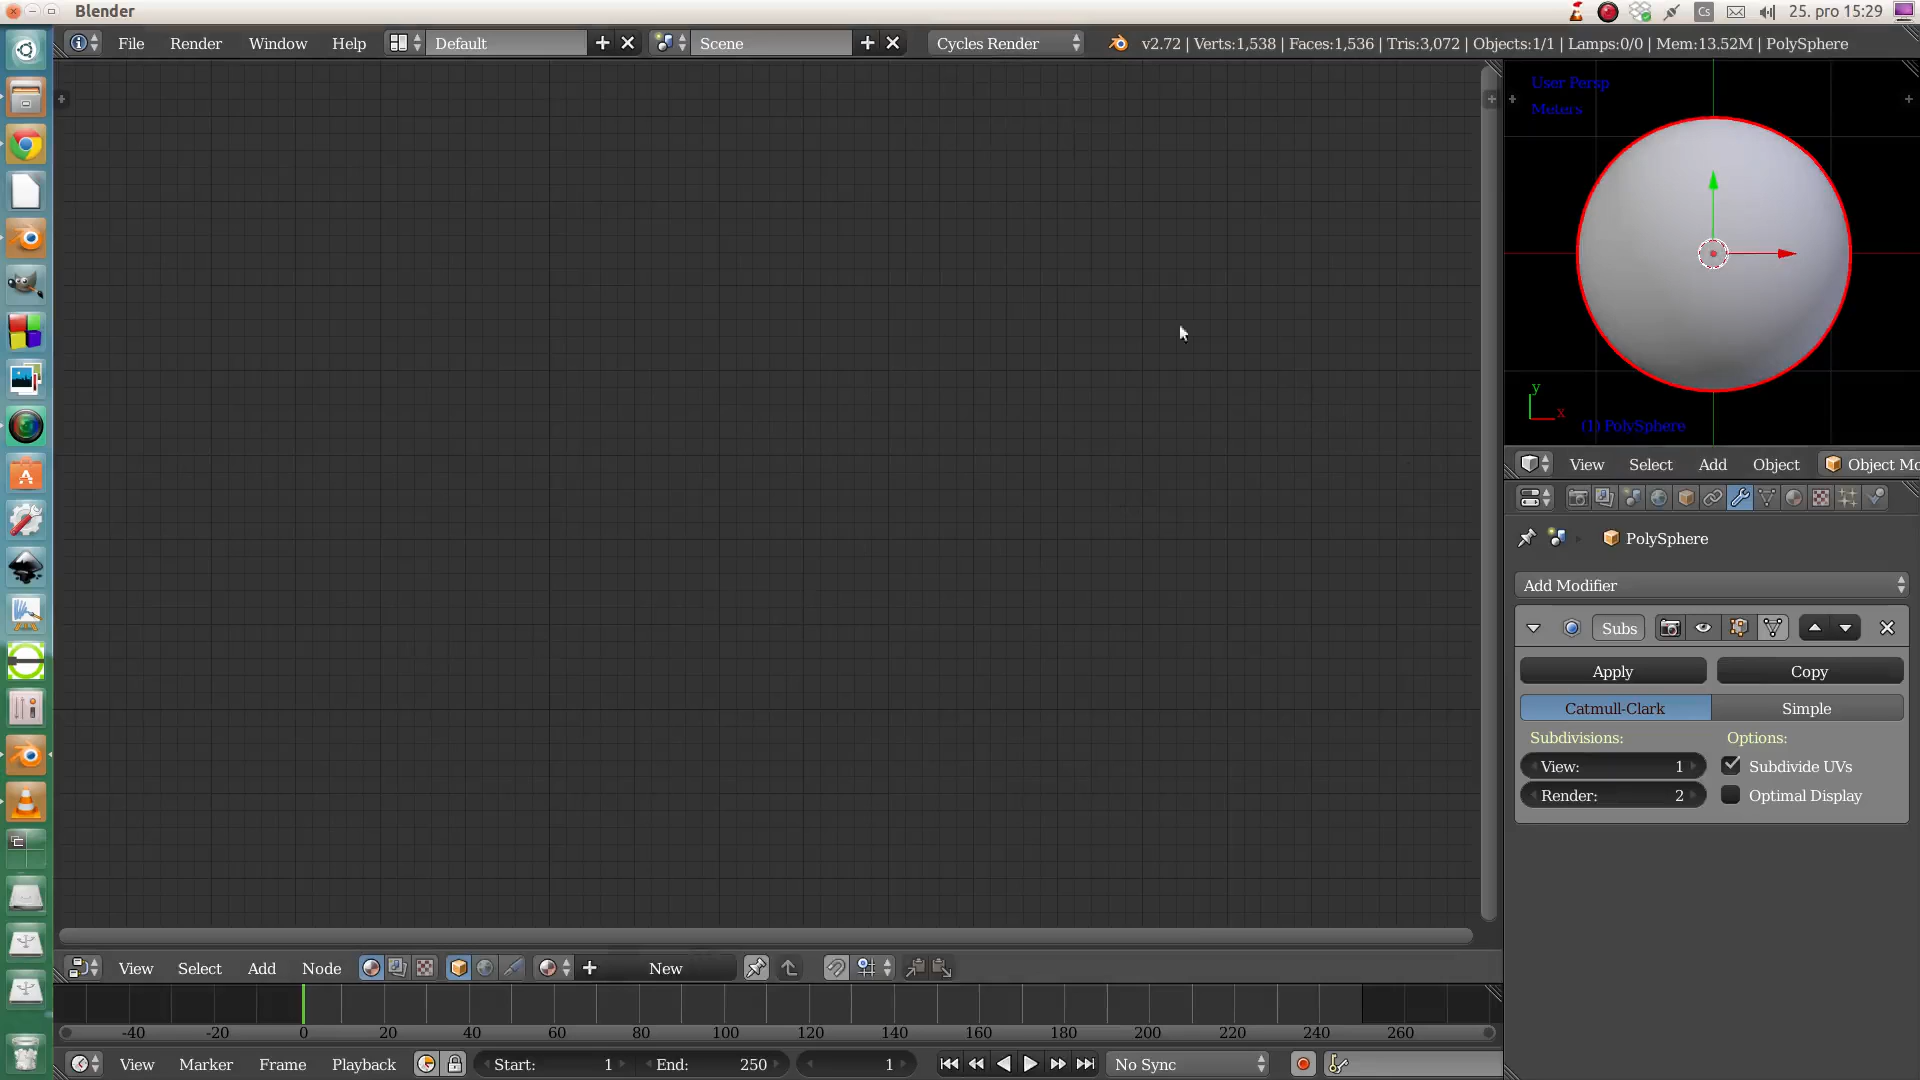 Blender
Cs
25. pro 15:29
File Render Window Help Default Scene Cycles Render v2.72 | Verts:1,538 | Faces:1,536 | Tris:3,072 | Objects:1/1 | Lamps:0/0 | Mem:13.52M | PolySphere
User Persp
Meters
y
x
(1) PolySphere
View Select Add Object Object Mo
PolySphere
Add Modifier
Subs
Apply Copy
Catmull-Clark Simple
Subdivisions: Options:
View: 1 Subdivide UVs
Render: 2 Optimal Display
View Select Add Node New
-40 -20 0 20 40 60 80 100 120 140 160 180 200 220 240 260
View Marker Frame Playback Start: 1 End: 250 1 No Sync